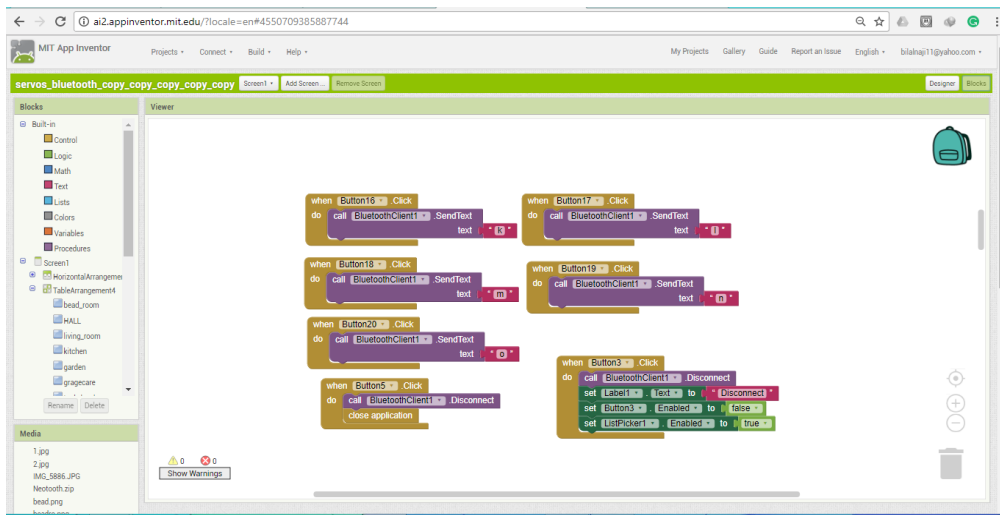 ai2.appinventor.mit.edu/?locale=en#4550709385887744
MIT App Inventor
Projects Connect Build Help
My Projects Gallery Guide Report an Issue English bilalnaji11@yahoo.com
servos_bluetooth_copy_copy_copy_copy_copy Screen1 Add Screen ... Remove Screen Designer Blocks
Blocks
Viewer
Built-in
Control
Logic
Math
Text
Lists
Colors
Variables
Procedures
Screen1
HorizontalArrangemen
TableArrangement4
bead_room
HALL
living_room
kitchen
garden
gragecare
Rename Delete
Media
1.jpg
2.jpg
IMG_5886.JPG
Neotooth.zip
bead.png
when Button16 .Click
do call BluetoothClient1 .SendText
text " k "
when Button17 .Click
do call BluetoothClient1 .SendText
text " l "
when Button18 .Click
do call BluetoothClient1 .SendText
text " m "
when Button19 .Click
do call BluetoothClient1 .SendText
text " n "
when Button20 .Click
do call BluetoothClient1 .SendText
text " o "
when Button5 .Click
do call BluetoothClient1 .Disconnect
close application
when Button3 .Click
do call BluetoothClient1 .Disconnect
set Label1 . Text to " Disconnect "
set Button3 . Enabled to false
set ListPicker1 . Enabled to true
0 0
Show Warnings